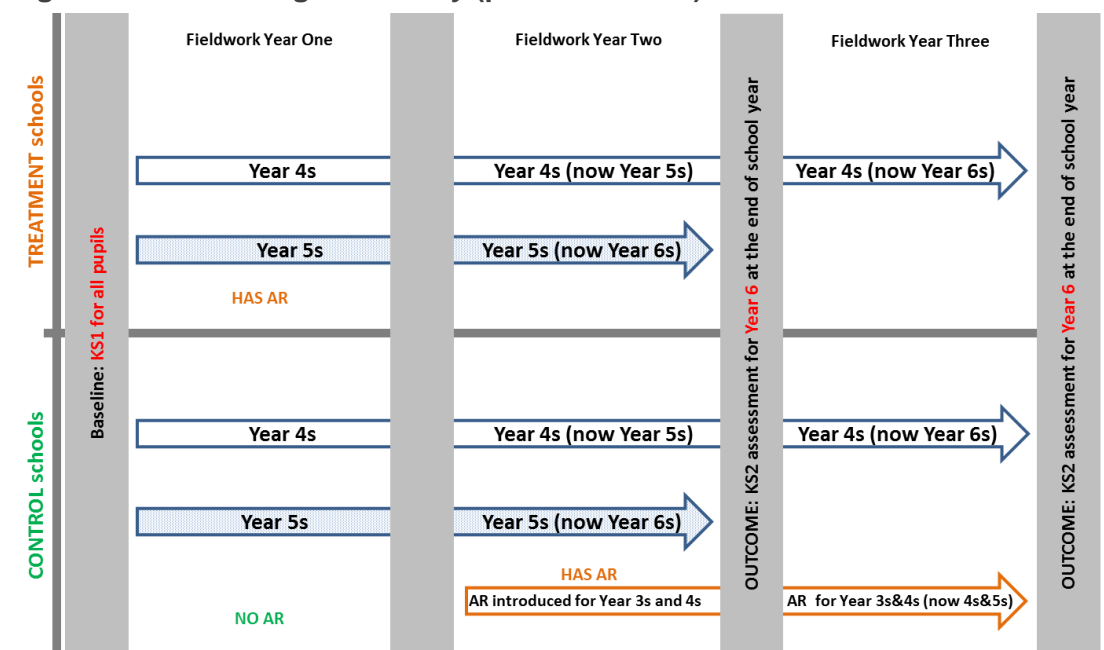 Fieldwork Year One
Fieldwork Year Two
Fieldwork Year Three
TREATMENT schools
Baseline: KS1 for all pupils
Year 4s
Year 4s (now Year 5s)
Year 4s (now Year 6s)
Year 5s
Year 5s (now Year 6s)
HAS AR
OUTCOME: KS2 assessment for Year 6 at the end of school year
OUTCOME: KS2 assessment for Year 6 at the end of school year
CONTROL schools
Year 4s
Year 4s (now Year 5s)
Year 4s (now Year 6s)
Year 5s
Year 5s (now Year 6s)
HAS AR
AR introduced for Year 3s and 4s
AR for Year 3s&4s (now 4s&5s)
NO AR